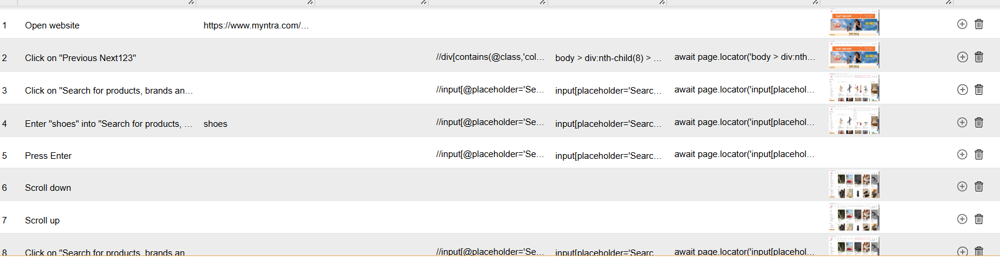 1 Open website https://www.myntra.com/...
2 Click on "Previous Next123" //div[contains(@class,'col... body > div:nth-child(8) > ... await page.locator('body > div:nth...
3 Click on "Search for products, brands an... //input[@placeholder='Se... input[placeholder='Searc... await page.locator('input[placehol...
4 Enter "shoes" into "Search for products, ... shoes //input[@placeholder='Se... input[placeholder='Searc... await page.locator('input[placehol...
5 Press Enter //input[@placeholder='Se... input[placeholder='Searc... await page.locator('input[placehol...
6 Scroll down
7 Scroll up
8 Click on "Search for products, brands an //input[@placeholder='Se... input[placeholder='Searc await page.locator('input[placehol...